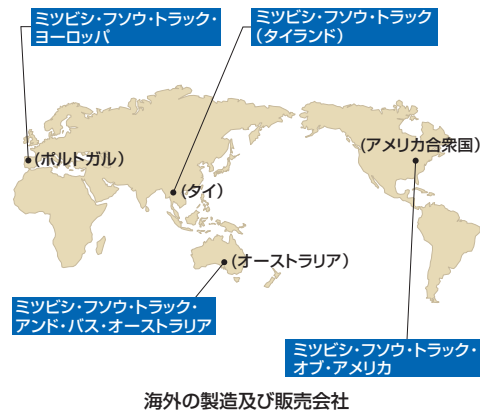 ミツビシ・フソウ・トラック・
ヨーロッパ
ミツビシ・フソウ・トラック
（タイランド）
(アメリカ合衆国)
(ポルトガル)
(タイ)
(オーストラリア)
ミツビシ・フソウ・トラック・
アンド・バス・オーストラリア
ミツビシ・フソウ・トラック・
オブ・アメリカ
海外の製造及び販売会社